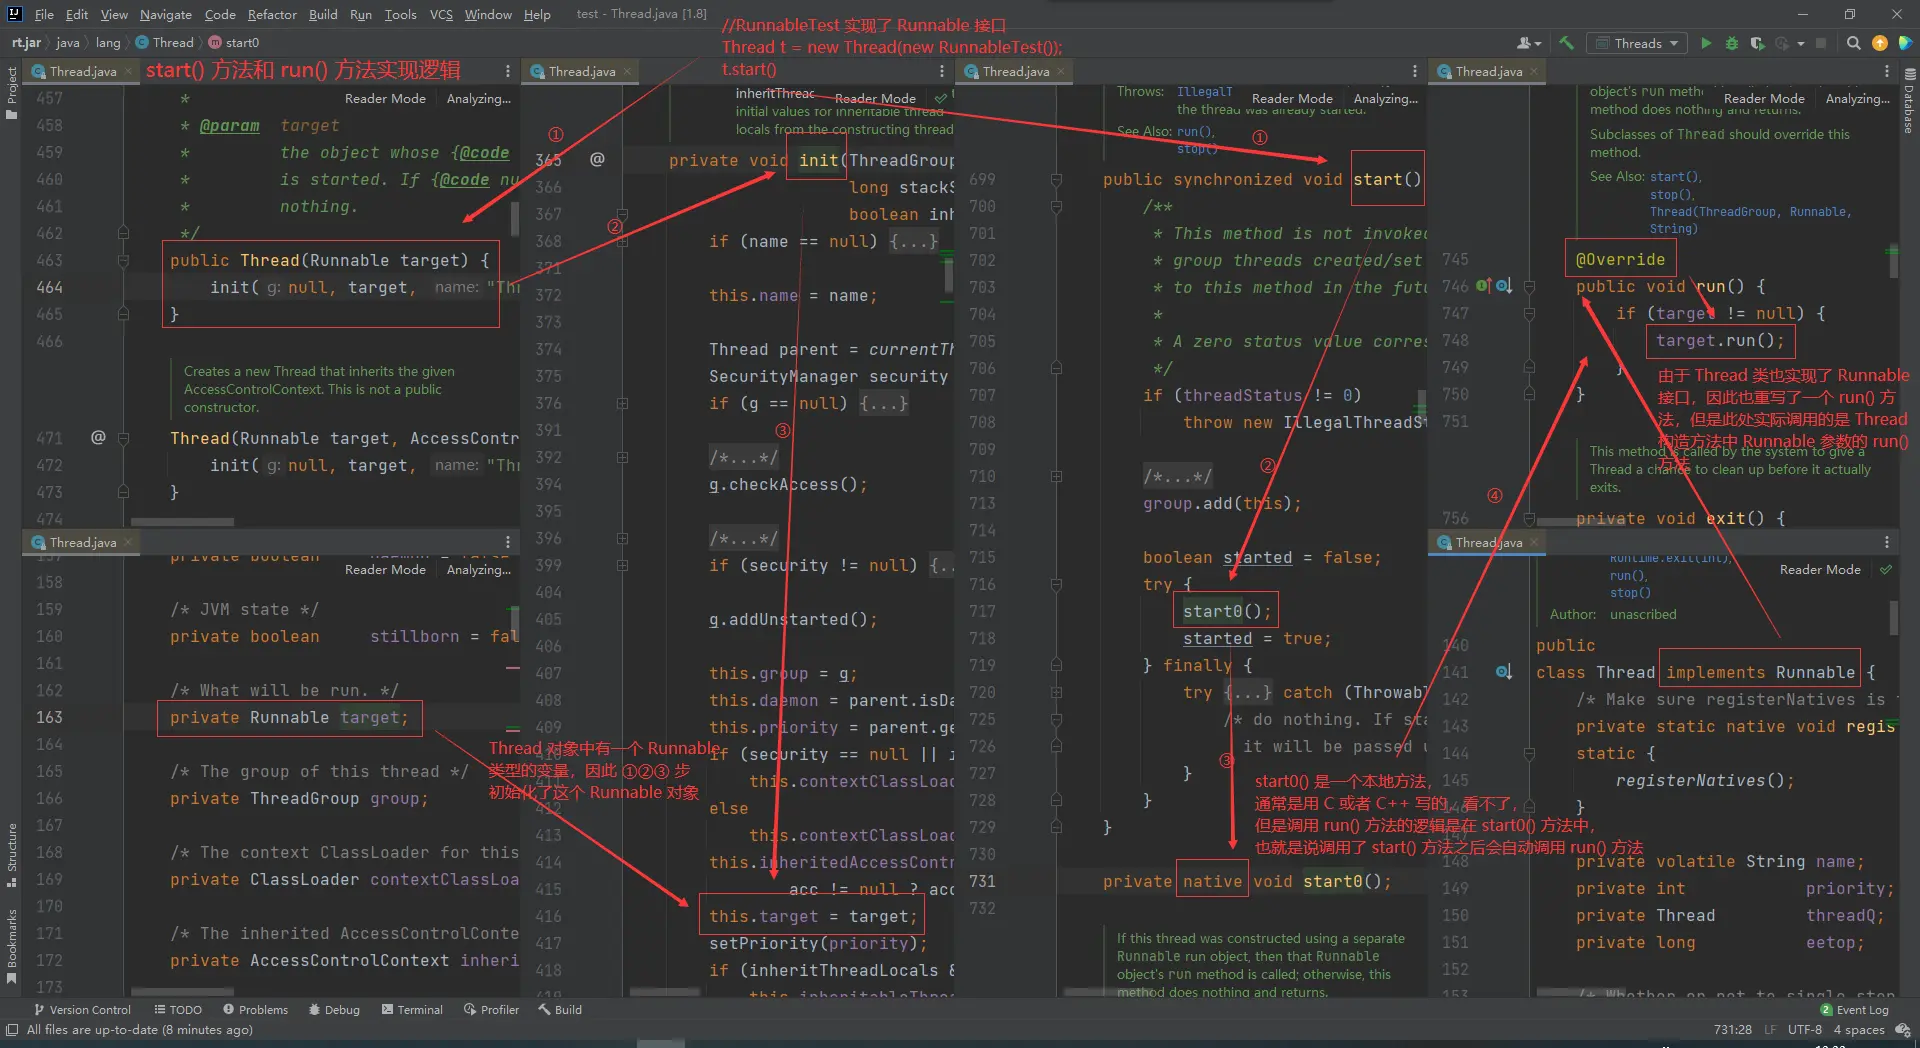 File Edit View Navigate Code Refactor Build Run Tools VCS Window Help test - Thread.java [1.8]
rt.jar java lang Thread start0
Threads
Project
Structure
Bookmarks
Database
//RunnableTest 实现了 Runnable 接口
Thread t = new Thread(new RunnableTest());
t.start()
Thread.java
start() 方法和 run() 方法实现逻辑
Reader Mode Analyzing...
457 *
458 * @param target
459 * the object whose {@code
460 * is started. If {@code nu
461 * nothing.
462 */
463 public Thread(Runnable target) {
464 init( g: null, target, name: "Thr
465 }
466
Creates a new Thread that inherits the given
AccessControlContext. This is not a public
constructor.
471 @ Thread(Runnable target, AccessContr
472 init( g: null, target, name: "Thr
473 }
474
①
②
Thread.java
private boolean
Reader Mode Analyzing...
158
159 /* JVM state */
160 private boolean stillborn = fal
161
162 /* What will be run. */
163 private Runnable target;
164
165 /* The group of this thread */
166 private ThreadGroup group;
167
168 /* The context ClassLoader for this
169 private ClassLoader contextClassLoa
170
171 /* The inherited AccessControlConte
172 private AccessControlContext inheri
173
Thread 对象中有一个 Runnable
类型的变量，因此 ①②③ 步
初始化了这个 Runnable 对象
Thread.java
inheritThreac
Reader Mode
initial values for inheritable thread
locals from the constructing thread
365 @ private void init(ThreadGroup
366 long stackS
367 boolean inh
368 if (name == null) {...}
371
372 this.name = name;
373
374 Thread parent = currentTh
375 SecurityManager security
376 if (g == null) {...}
391
③
392 /*...*/
394 g.checkAccess();
395
396 /*...*/
399 if (security != null) {..
404
405 g.addUnstarted();
406
407 this.group = g;
408 this.daemon = parent.isDa
409 this.priority = parent.ge
410 if (security == null || i
this.contextClassLoa
412 else
413 this.contextClassLoa
414 this.inheritedAccessContr
415 acc != null ? acc
416 this.target = target;
417 setPriority(priority);
418 if (inheritThreadLocals &
this.inheritableThre
Thread.java
Throws: IllegalT
Reader Mode Analyzing...
the thread was already started.
See Also: run(),
stop()
①
699 public synchronized void start()
700 /**
701 * This method is not invoked
702 * group threads created/set
703 * to this method in the futu
704 *
705 * A zero status value corres
706 */
707 if (threadStatus != 0)
708 throw new IllegalThreadSt
709
②
710 /*...*/
713 group.add(this);
714
715 boolean started = false;
716 try {
717 start0();
718 started = true;
719 } finally {
720 try {...} catch (Throwabl
725 /* do nothing. If sta
726 it will be passed u
727 }
728 }
729 }
730
731 private native void start0();
732
③
start0() 是一个本地方法，
通常是用 C 或者 C++ 写的，看不了，
但是调用 run() 方法的逻辑是在 start0() 方法中，
也就是说调用了 start() 方法之后会自动调用 run() 方法
If this thread was constructed using a separate
Runnable run object, then that Runnable
object's run method is called; otherwise, this
method does nothing and returns.
Thread.java
object's run metho
Reader Mode Analyzing...
method does nothing and returns.
Subclasses of Thread should override this
method.
See Also: start(),
stop(),
Thread(ThreadGroup, Runnable,
String)
745 @Override
746 public void run() {
747 if (target != null) {
748 target.run();
749 }
750 }
751
由于 Thread 类也实现了 Runnable
接口，因此也重写了一个 run() 方
法，但是此处实际调用的是 Thread
构造方法中 Runnable 参数的 run()
方法
This method is called by the system to give a
Thread a chance to clean up before it actually
exits.
④
756 private void exit() {
Thread.java
Runtime.exit(int),
Reader Mode
run(),
stop()
Author: unascribed
140 public
141 class Thread implements Runnable {
142 /* Make sure registerNatives is
143 private static native void regis
144 static {
145 registerNatives();
146 }
147
148 private volatile String name;
149 private int priority;
150 private Thread threadQ;
151 private long eetop;
152
153 /* Whether or not to single_step
Version Control TODO Problems Debug Terminal Profiler Build 2 Event Log
All files are up-to-date (8 minutes ago) 731:28 LF UTF-8 4 spaces